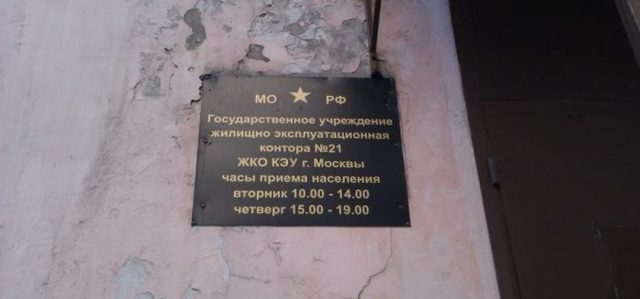 МО ★ РФ
Государственное учреждение
жилищно эксплуатационная
контора №21
ЖКО КЭУ г. Москвы
часы приема населения
вторник 10.00 - 14.00
четверг 15.00 - 19.00